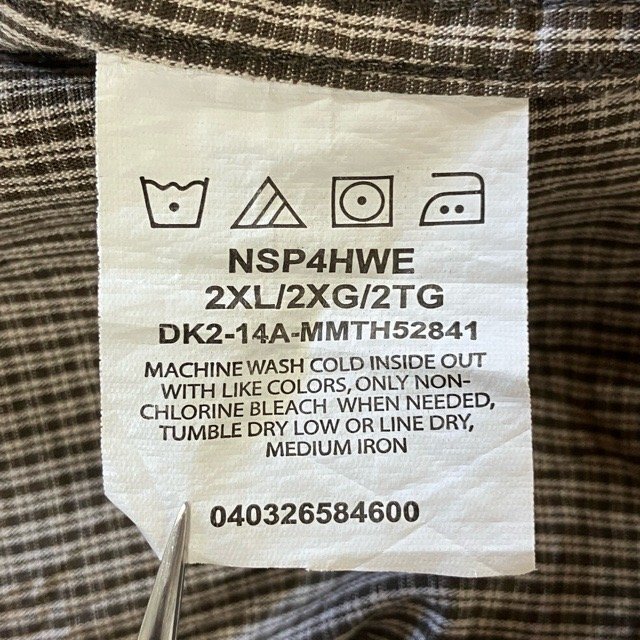 NSP4HWE
2XL/2XG/2TG
DK2-14A-MMTH52841
MACHINE WASH COLD INSIDE OUT
WITH LIKE COLORS, ONLY NON-
CHLORINE BLEACH WHEN NEEDED,
TUMBLE DRY LOW OR LINE DRY,
MEDIUM IRON
040326584600